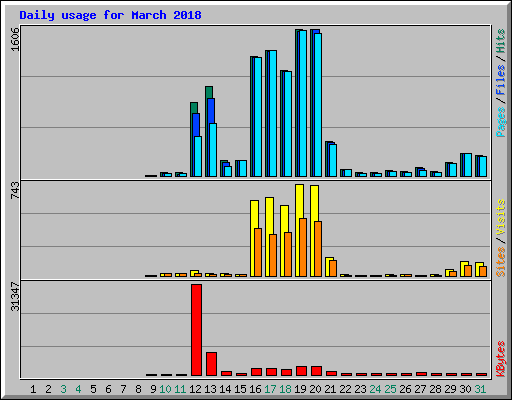 Daily usage for March 2018
1606
Pages / Files / Hits
743
Sites / Visits
31347
KBytes
1 2 3 4 5 6 7 8 9 10 11 12 13 14 15 16 17 18 19 20 21 22 23 24 25 26 27 28 29 30 31